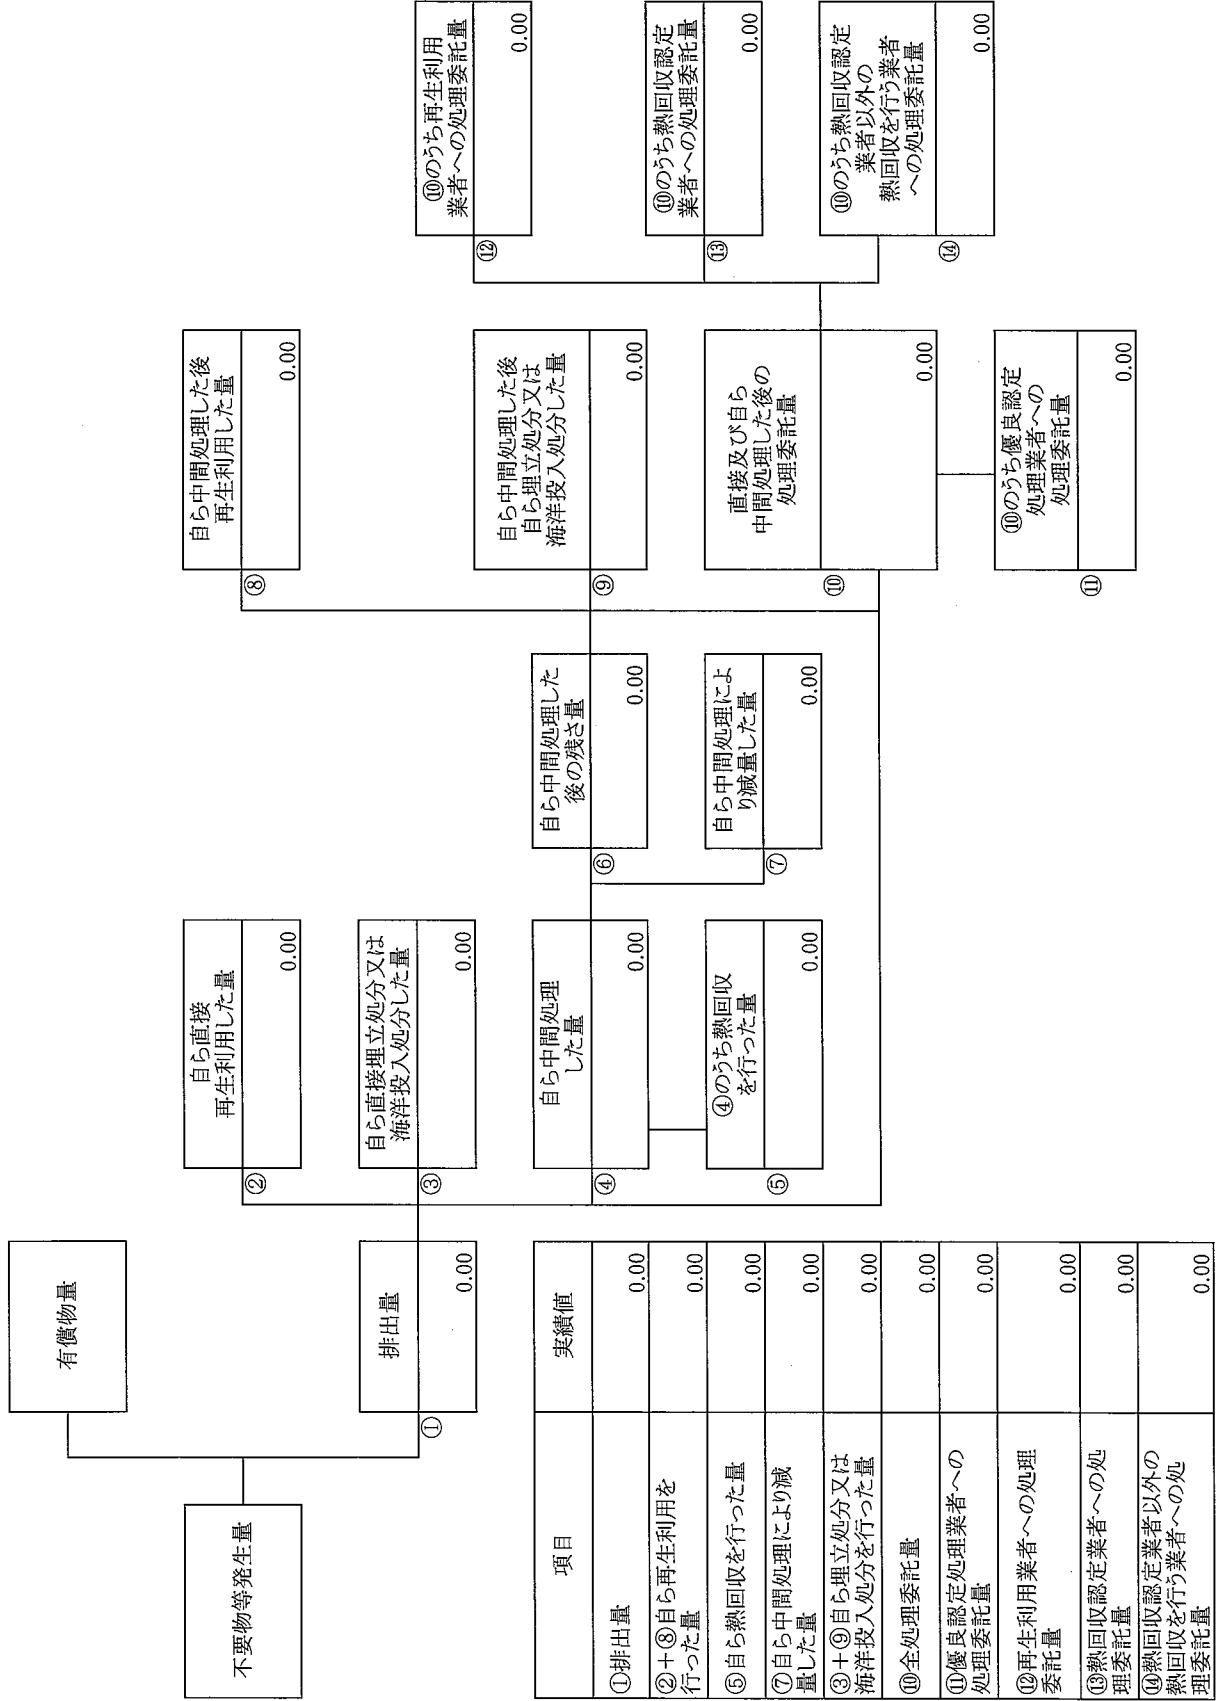 不要物等発生量
有償物量
①
排出量
0.00
②
自ら直接
再生利用した量
0.00
③
自ら直接埋立処分又は
海洋投入処分した量
0.00
④
自ら中間処理
した量
0.00
⑤
④のうち熱回収
を行った量
0.00
⑥
自ら中間処理した
後の残さ量
0.00
⑦
自ら中間処理によ
り減量した量
0.00
⑧
自ら中間処理した後
再生利用した量
0.00
⑨
自ら中間処理した後
自ら埋立処分又は
海洋投入処分した量
0.00
⑩
直接及び自ら
中間処理した後の
処理委託量
0.00
⑪
⑩のうち優良認定
処理業者への
処理委託量
0.00
⑫
⑩のうち再生利用
業者への処理委託量
0.00
⑬
⑩のうち熱回収認定
業者への処理委託量
0.00
⑭
⑩のうち熱回収認定
業者以外の
熱回収を行う業者
への処理委託量
0.00
項目 実績値
①排出量 0.00
②+⑧自ら再生利用を
行った量 0.00
⑤自ら熱回収を行った量 0.00
⑦自ら中間処理により減
量した量 0.00
③+⑨自ら埋立処分又は
海洋投入処分を行った量 0.00
⑩全処理委託量 0.00
⑪優良認定処理業者への
処理委託量 0.00
⑫再生利用業者への処理
委託量 0.00
⑬熱回収認定業者への処
理委託量 0.00
⑭熱回収認定業者以外の
熱回収を行う業者への処
理委託量 0.00